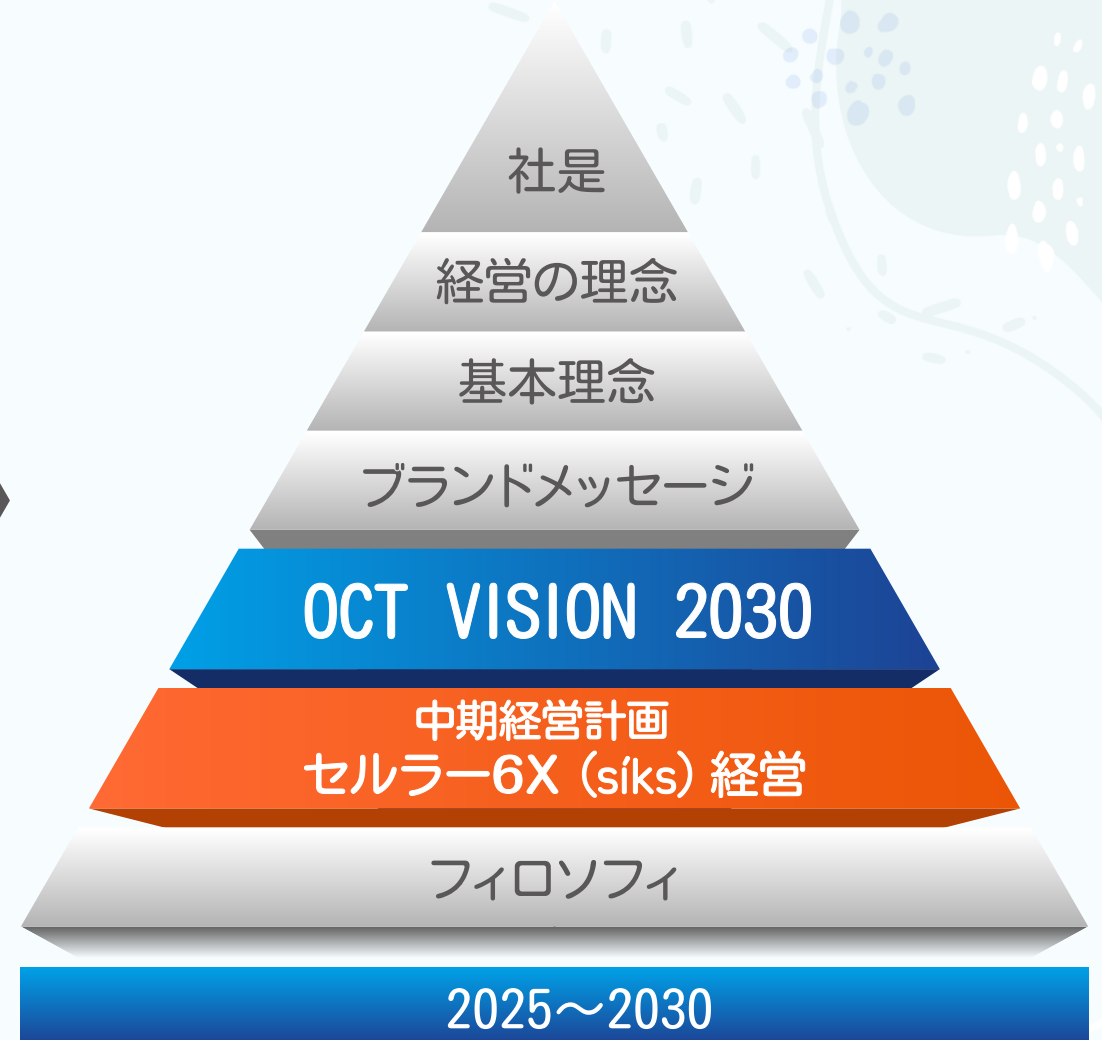 社是
経営の理念
基本理念
ブランドメッセージ
OCT VISION 2030
中期経営計画
セルラー6X（síks）経営
フィロソフィ
2025～2030